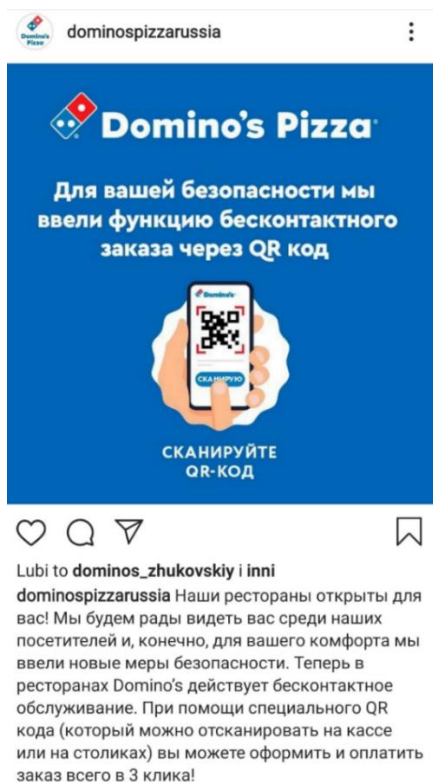 Domino's Pizza
dominospizzarussia
Domino's Pizza
Для вашей безопасности мы
ввели функцию бесконтактного
заказа через QR код
Domino's
СКАНИРУЮ
СКАНИРУЙТЕ
QR-КОД
Lubi to dominos_zhukovskiy i inni
dominospizzarussia Наши рестораны открыты для
вас! Мы будем рады видеть вас среди наших
посетителей и, конечно, для вашего комфорта мы
ввели новые меры безопасности. Теперь в
ресторанах Domino's действует бесконтактное
обслуживание. При помощи специального QR
кода (который можно отсканировать на кассе
или на столиках) вы можете оформить и оплатить
заказ всего в 3 клика!